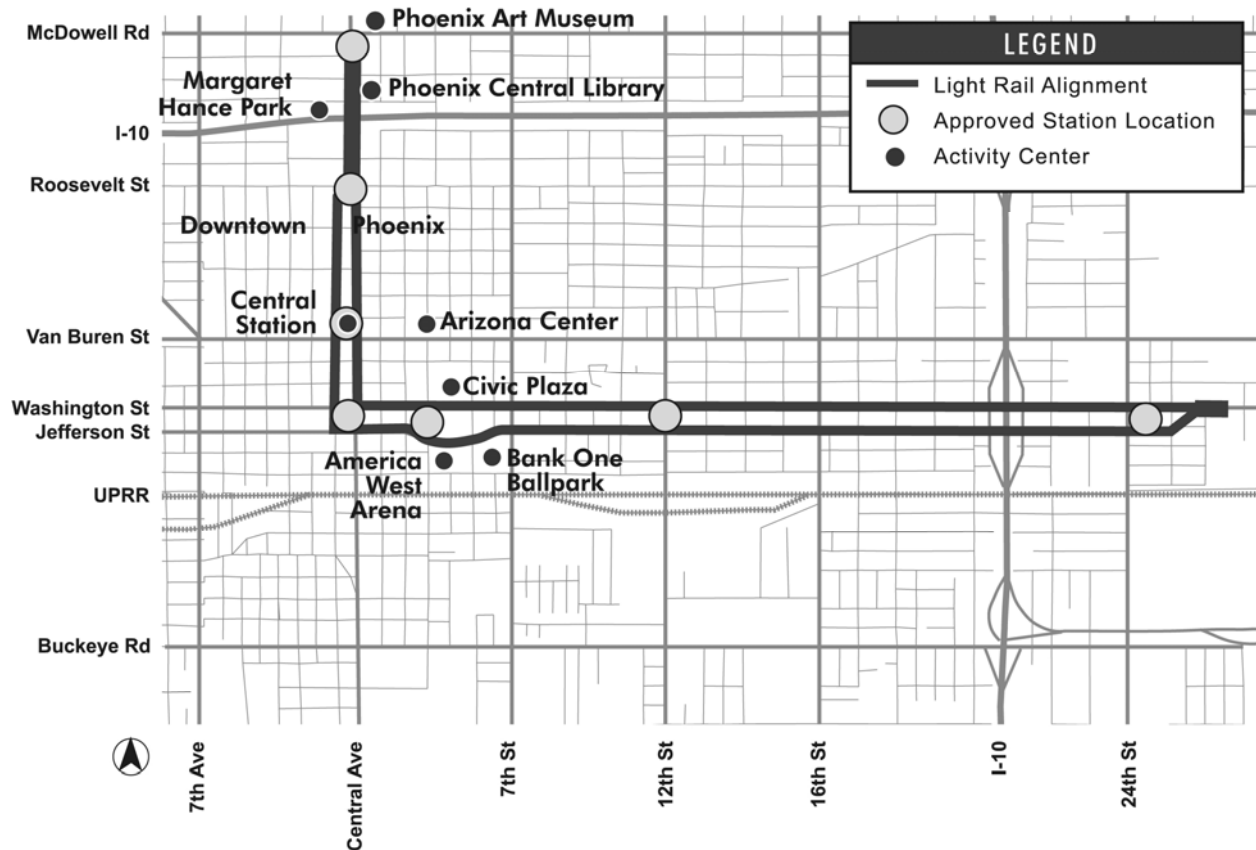 McDowell Rd
Phoenix Art Museum
LEGEND
Light Rail Alignment
Approved Station Location
Activity Center
Margaret
Hance Park
Phoenix Central Library
I-10
Roosevelt St
Downtown Phoenix
Central
Station
Arizona Center
Van Buren St
Civic Plaza
Washington St
Jefferson St
America
West
Arena
Bank One
Ballpark
UPRR
Buckeye Rd
7th Ave
Central Ave
7th St
12th St
16th St
I-10
24th St